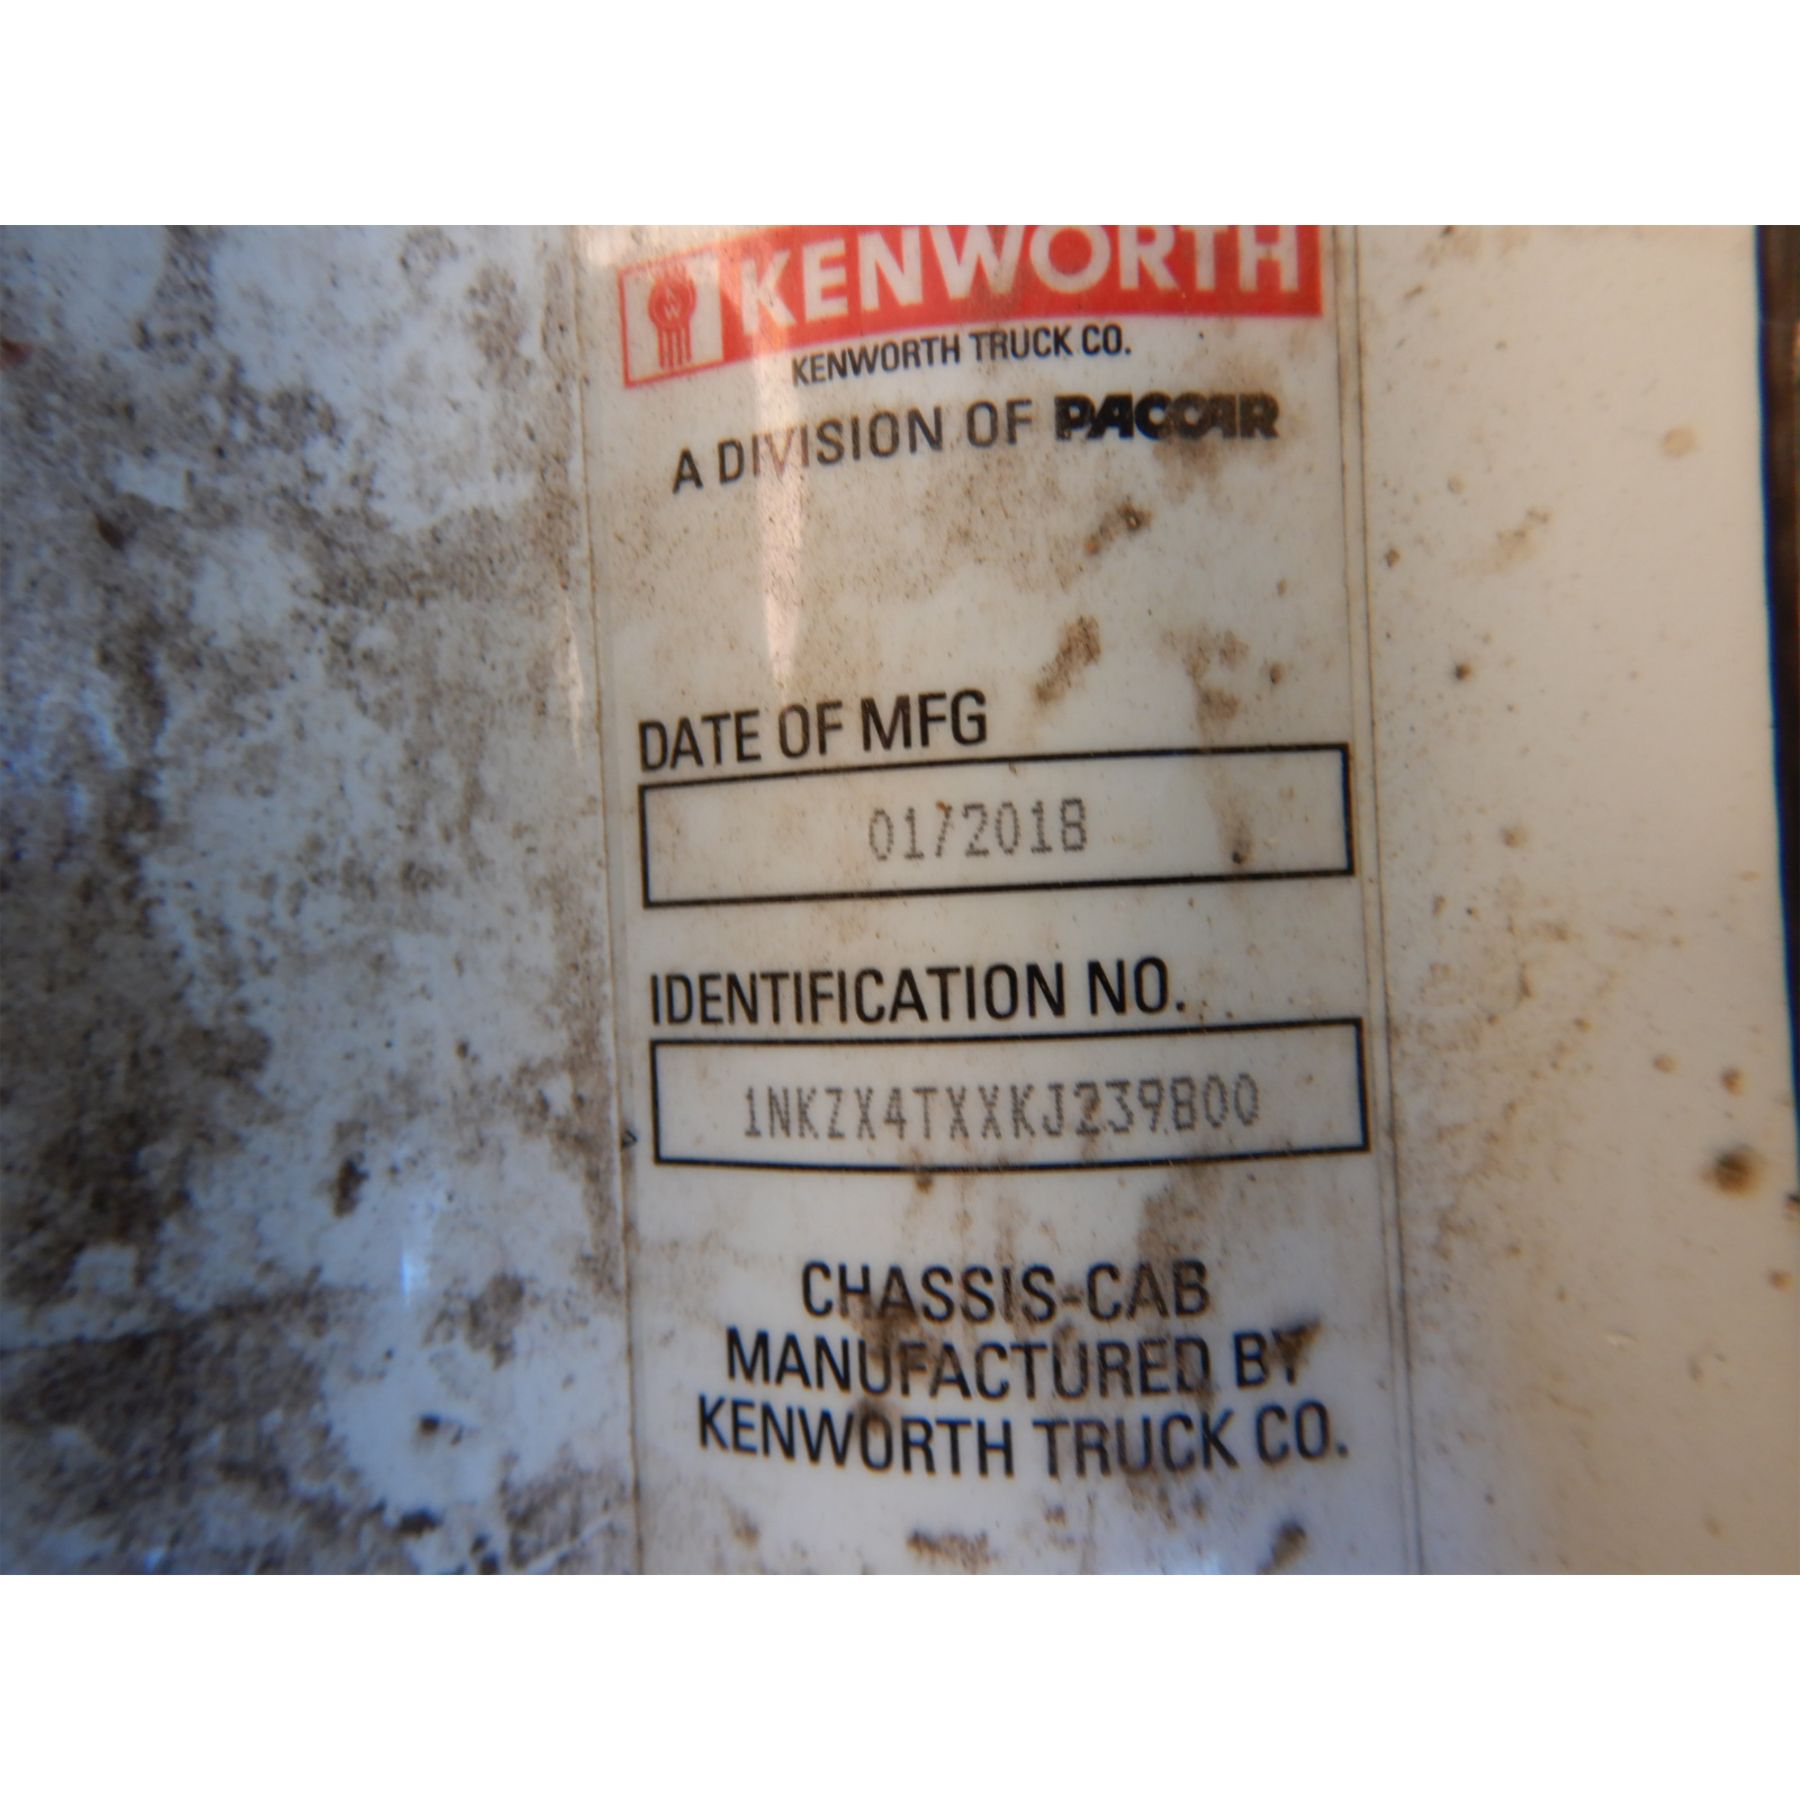 KENWORTH
KENWORTH TRUCK CO.
A DIVISION OF PACCAR
DATE OF MFG
01/2018
IDENTIFICATION NO.
1NKZX4TXXKJ239800
CHASSIS-CAB
MANUFACTURED BY
KENWORTH TRUCK CO.